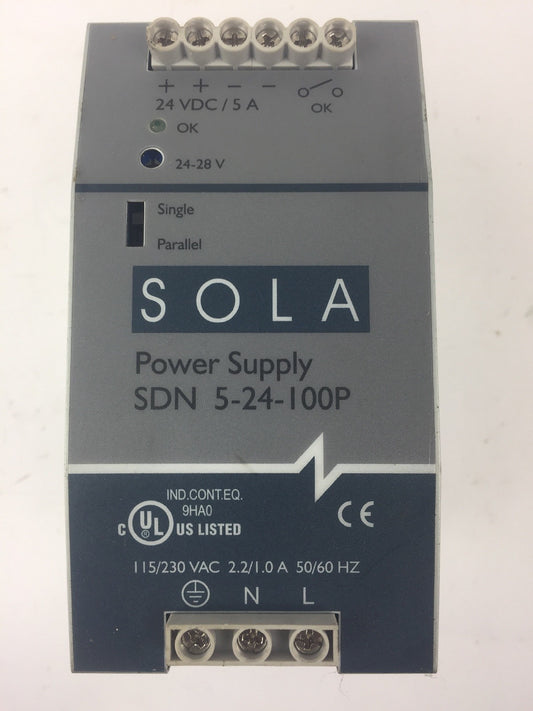 + + − −
24 VDC / 5 A
OK
OK
24-28 V
Single
Parallel
SOLA
Power Supply
SDN 5-24-100P
IND.CONT.EQ.
9HA0
C UL US LISTED
CE
115/230 VAC 2.2/1.0 A 50/60 HZ
N L